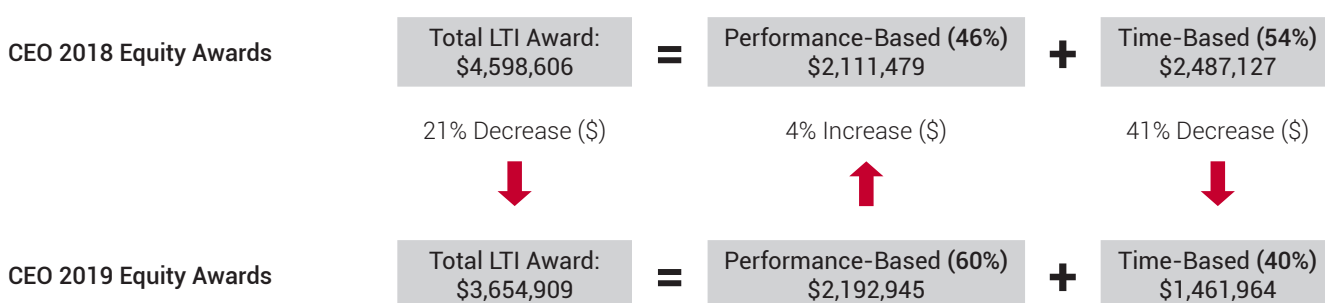 CEO 2018 Equity Awards
Total LTI Award:
$4,598,606
=
Performance-Based (46%)
$2,111,479
+
Time-Based (54%)
$2,487,127
21% Decrease ($)
4% Increase ($)
41% Decrease ($)
CEO 2019 Equity Awards
Total LTI Award:
$3,654,909
=
Performance-Based (60%)
$2,192,945
+
Time-Based (40%)
$1,461,964